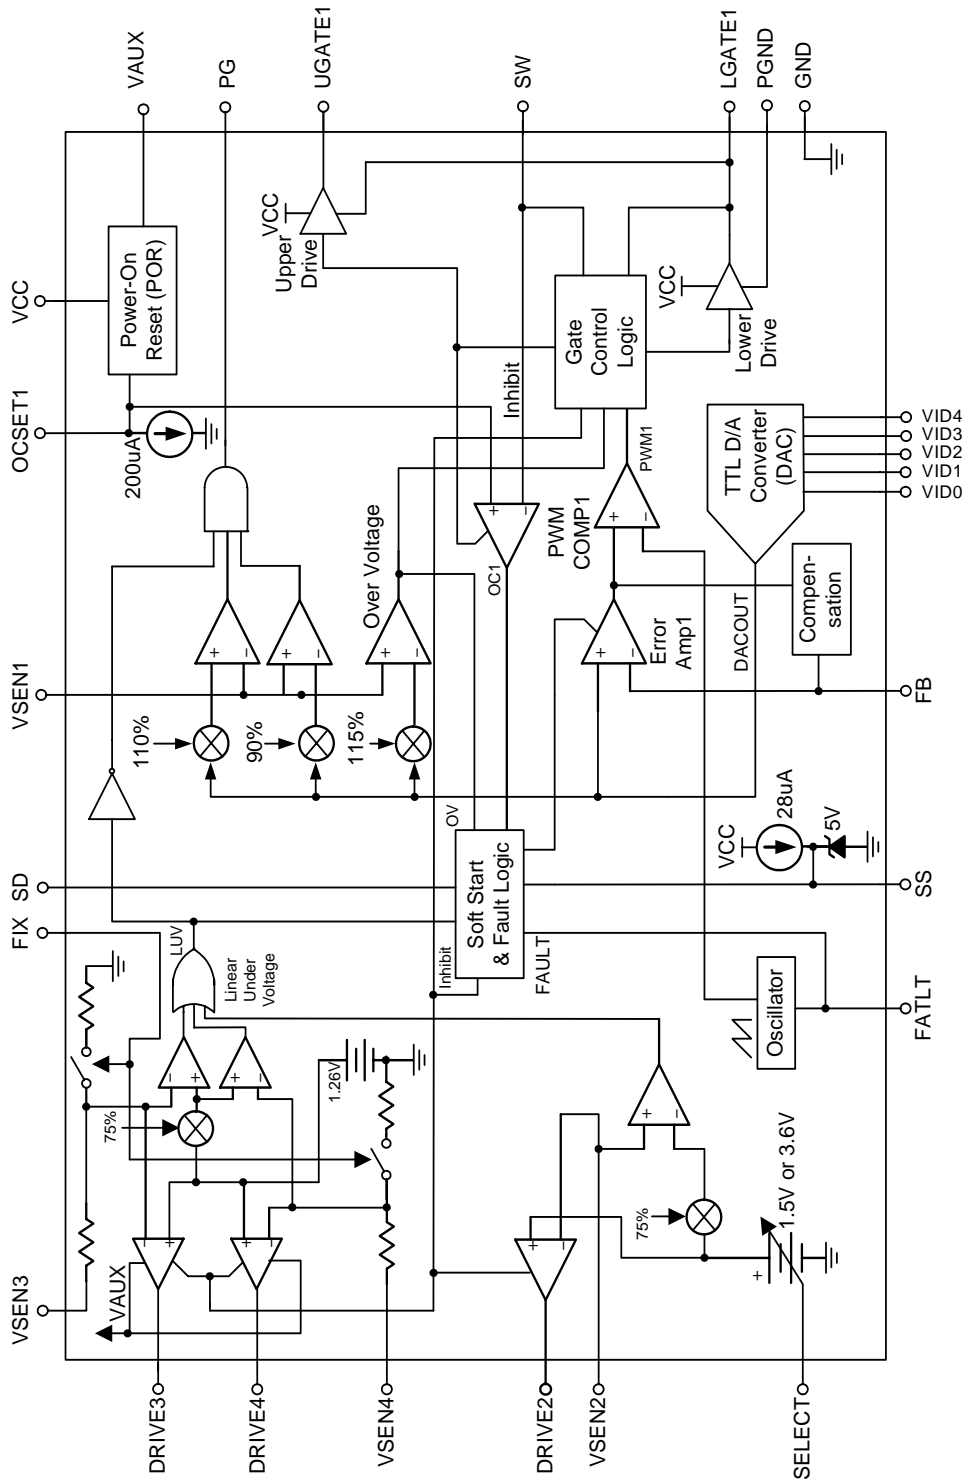 VCC
OCSET1
VSEN1
SD
FIX
VSEN3
VAUX
PG
UGATE1
SW
LGATE1
PGND
GND
Power-On
Reset (POR)
200uA
VCC
Upper
Drive
Inhibit
Gate
Control
Logic
VCC
Lower
Drive
110%
90%
115%
+
−
+
−
+
−
Over Voltage
+
−
OC1
PWM
COMP1
+
−
PWM1
Error
Amp1
+
−
TTL D/A
Converter
(DAC)
DACOUT
Compen-
sation
VID4
VID3
VID2
VID1
VID0
FB
OV
Soft Start
& Fault Logic
Inhibit
FAULT
VCC
28uA
5V
SS
FATLT
Oscillator
LUV
Linear
Under
Voltage
75%
−
+
+
−
1.26V
−
+
+
−
VAUX
+
−
+
−
75%
+
1.5V or 3.6V
DRIVE3
DRIVE4
VSEN4
DRIVE2
VSEN2
SELECT